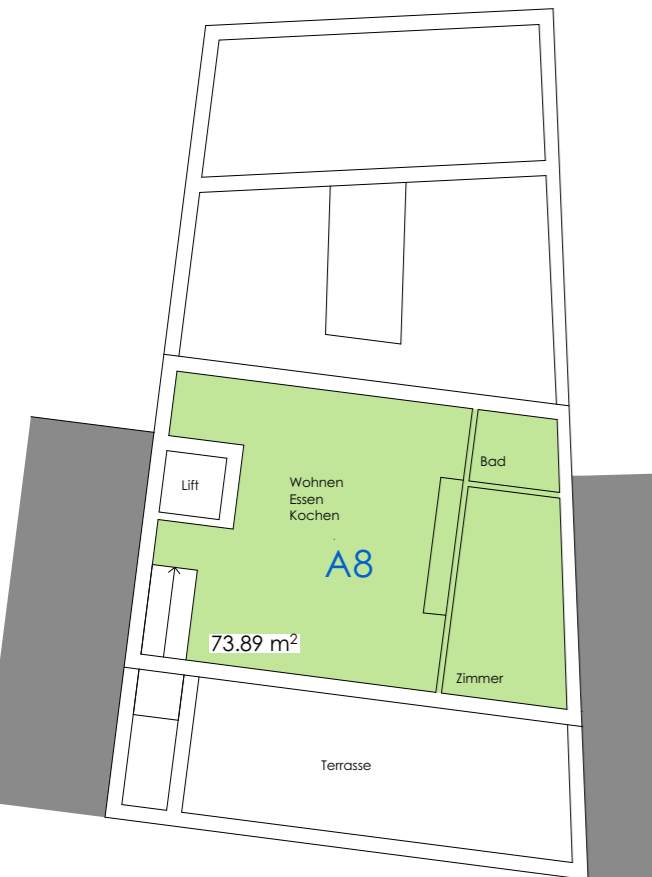 Bad
Lift
Wohnen
Essen
Kochen
A8
73.89 m²
Zimmer
Terrasse